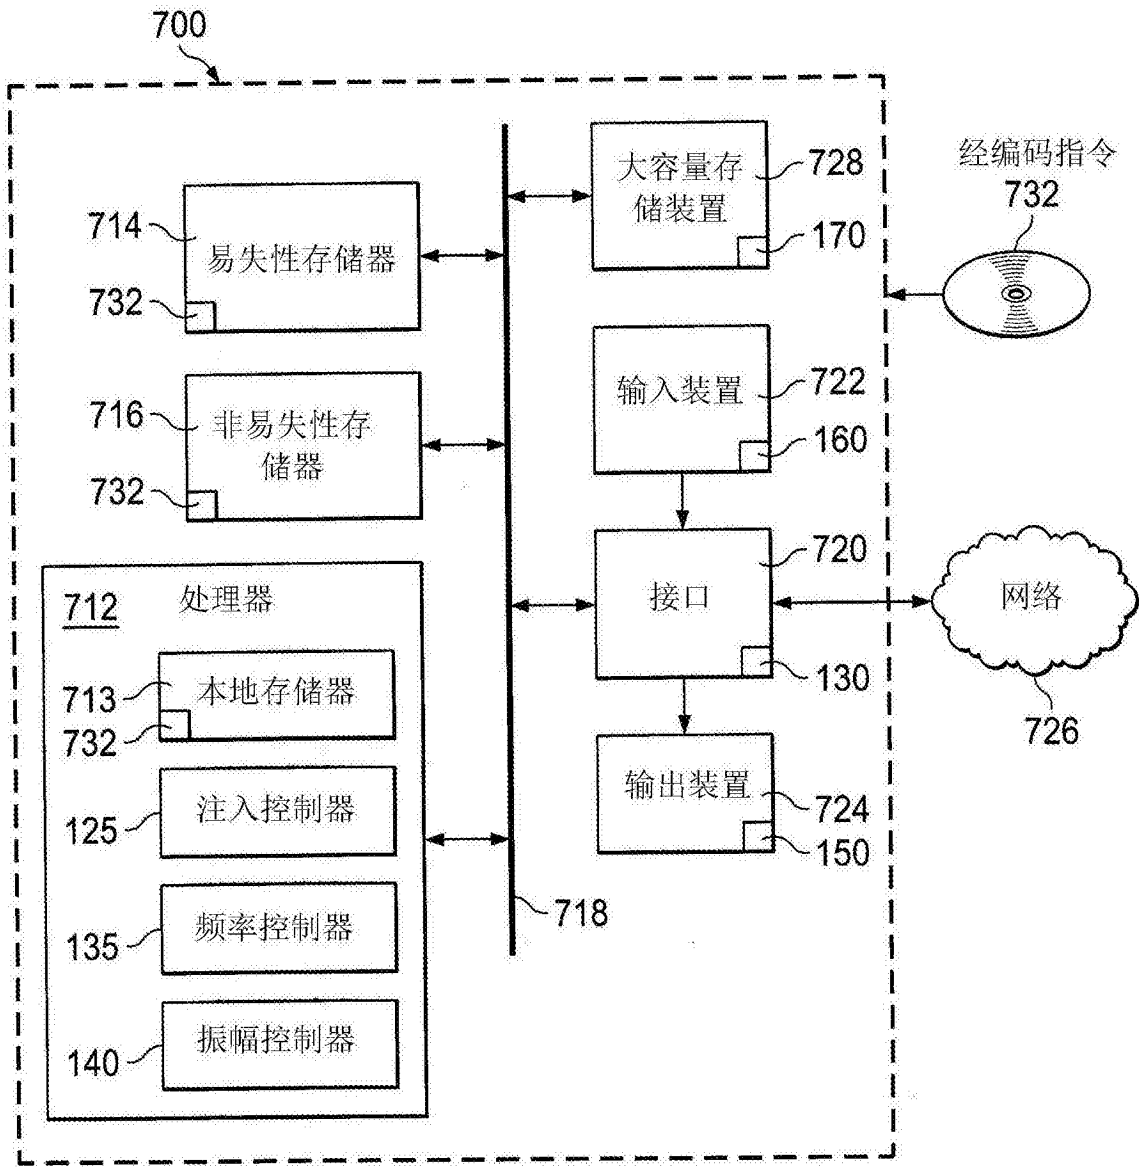 700
714
易失性存储器
732
716
非易失性存
储器
732
712
处理器
713
本地存储器
732
125
注入控制器
135
频率控制器
140
振幅控制器
718
大容量存
储装置
728
170
输入装置
722
160
接口
720
130
输出装置
724
150
经编码指令
732
网络
726